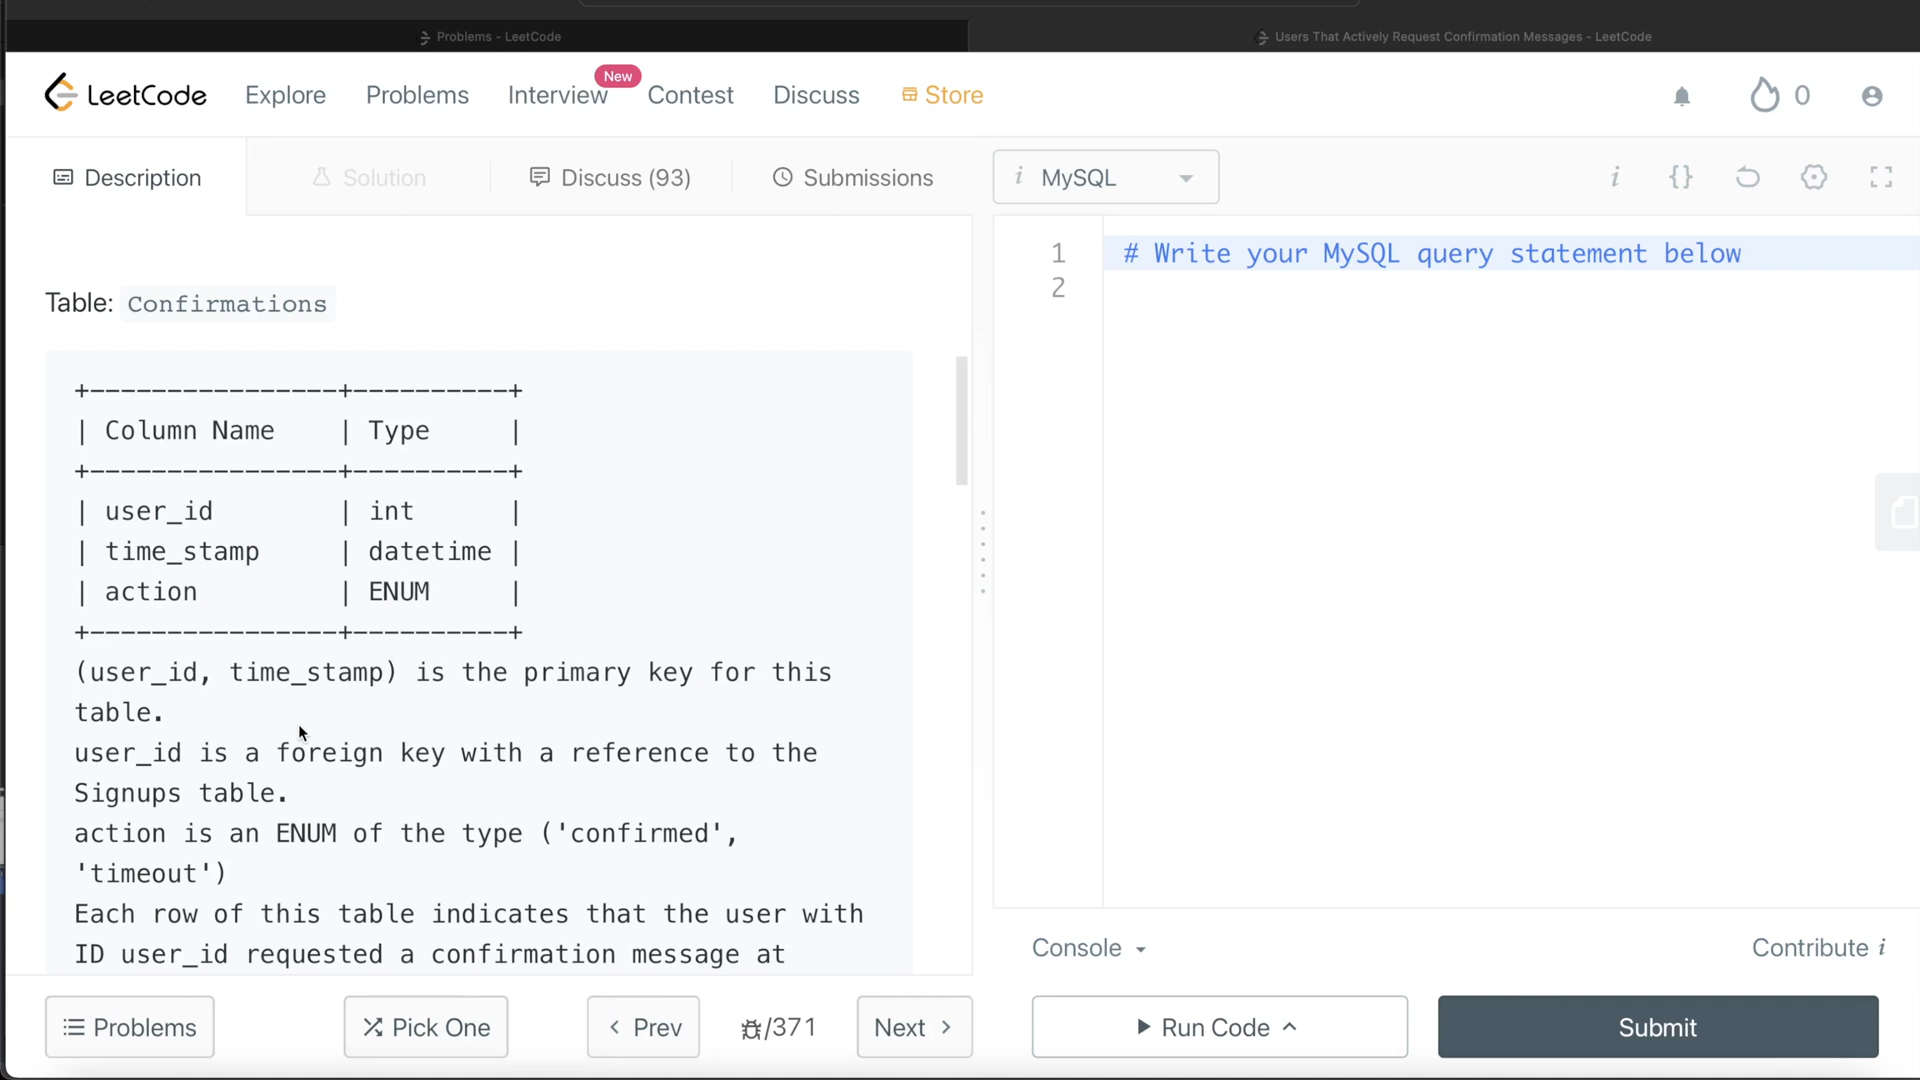 Problems - LeetCode
Users That Actively Request Confirmation Messages - LeetCode
LeetCode
Explore
Problems
Interview
New
Contest
Discuss
Store
0
Description
Solution
Discuss (93)
Submissions
i MySQL
i {}
Table: Confirmations
+----------------+----------+
| Column Name    | Type     |
+----------------+----------+
| user_id        | int      |
| time_stamp     | datetime |
| action         | ENUM     |
+----------------+----------+
(user_id, time_stamp) is the primary key for this
table.
user_id is a foreign key with a reference to the
Signups table.
action is an ENUM of the type ('confirmed',
'timeout')
Each row of this table indicates that the user with
ID user_id requested a confirmation message at
1 # Write your MySQL query statement below
2
Console
Contribute i
Problems
Pick One
Prev
/371
Next
Run Code
Submit